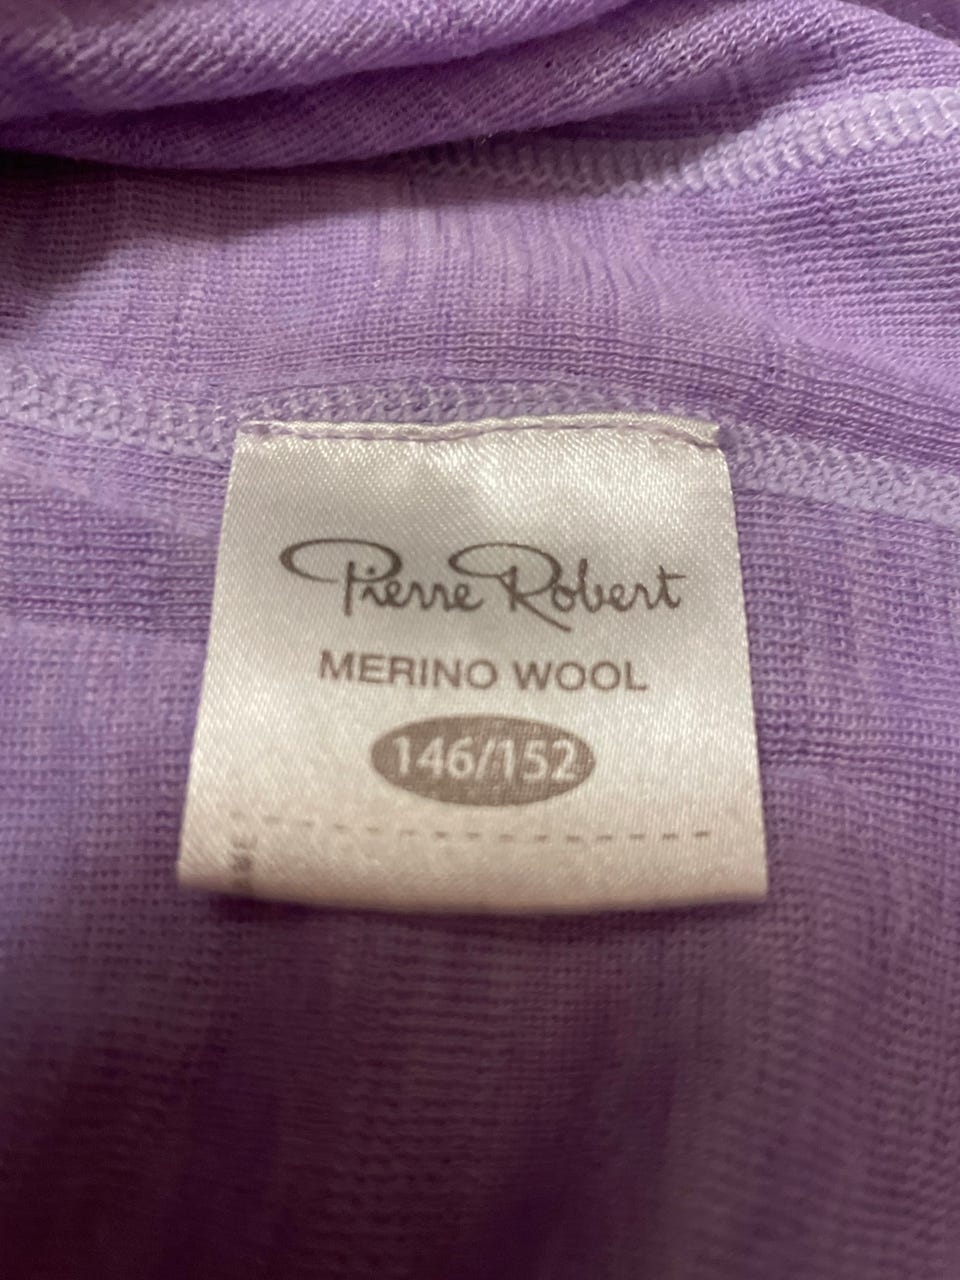 Pierre Robert
MERINO WOOL
146/152